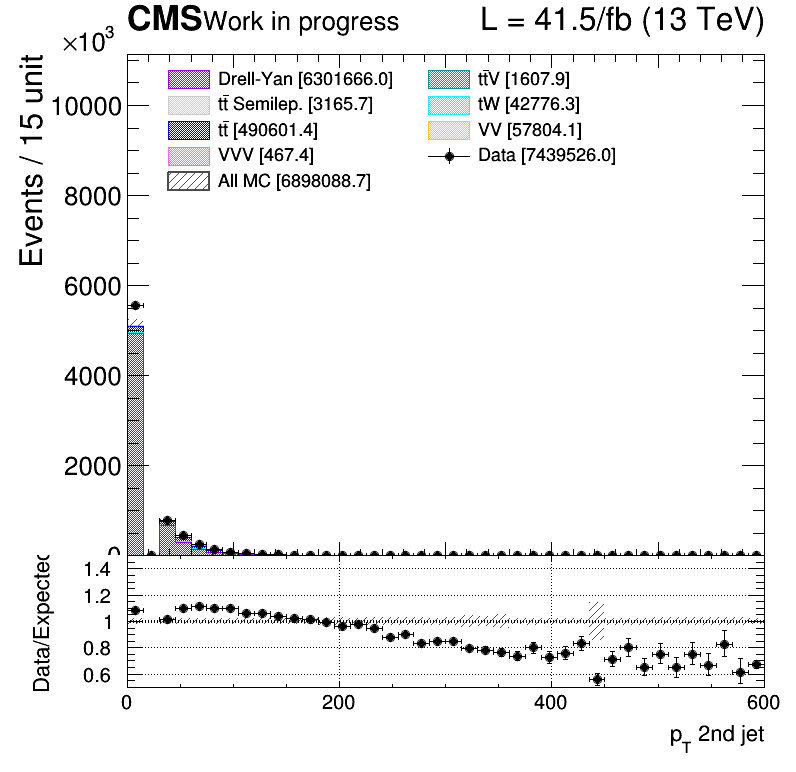 CMS Work in progress L = 41.5/fb (13 TeV)
×10³
Events / 15 unit
Drell-Yan [6301666.0]
tt̄ Semilep. [3165.7]
tt̄ [490601.4]
VVV [467.4]
All MC [6898088.7]
tt̄V [1607.9]
tW [42776.3]
VV [57804.1]
Data [7439526.0]
10000
8000
6000
4000
2000
0
Data/Expected
1.4
1.2
1
0.8
0.6
0 200 400 600
p_T 2nd jet